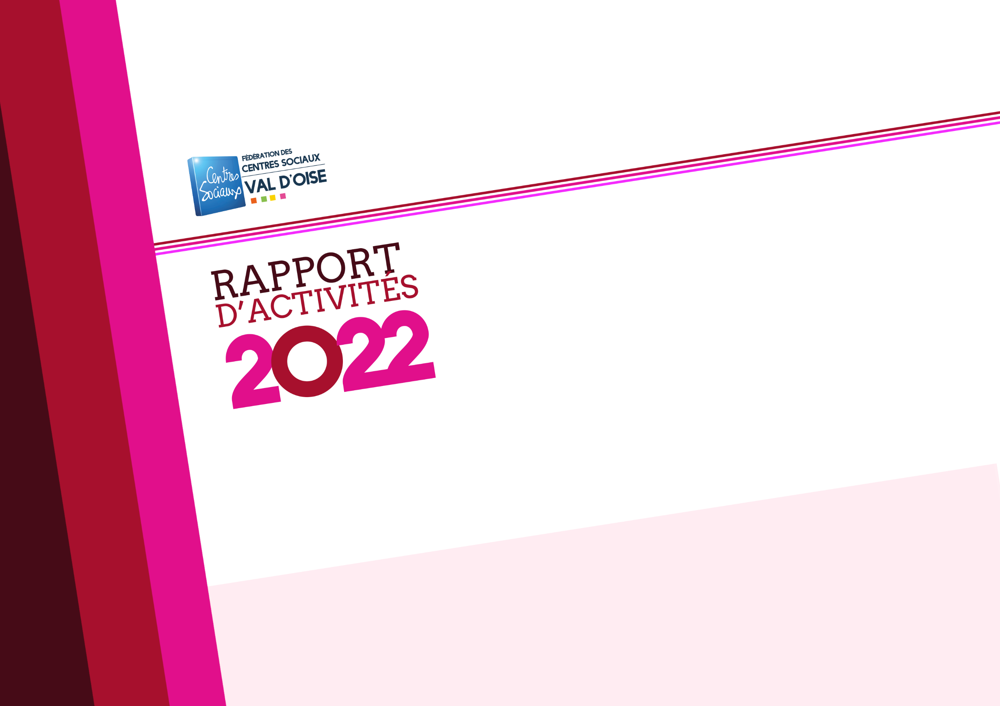 Centres
Sociaux
FÉDÉRATION DES
CENTRES SOCIAUX
VAL D'OISE
RAPPORT
D'ACTIVITÉS
2022